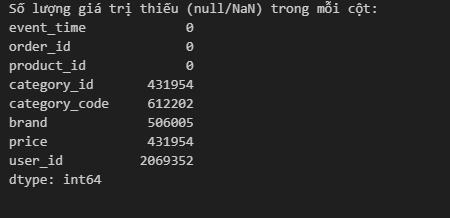 Số lượng giá trị thiếu (null/NaN) trong mỗi cột:
event_time 0
order_id 0
product_id 0
category_id 431954
category_code 612202
brand 506005
price 431954
user_id 2069352
dtype: int64